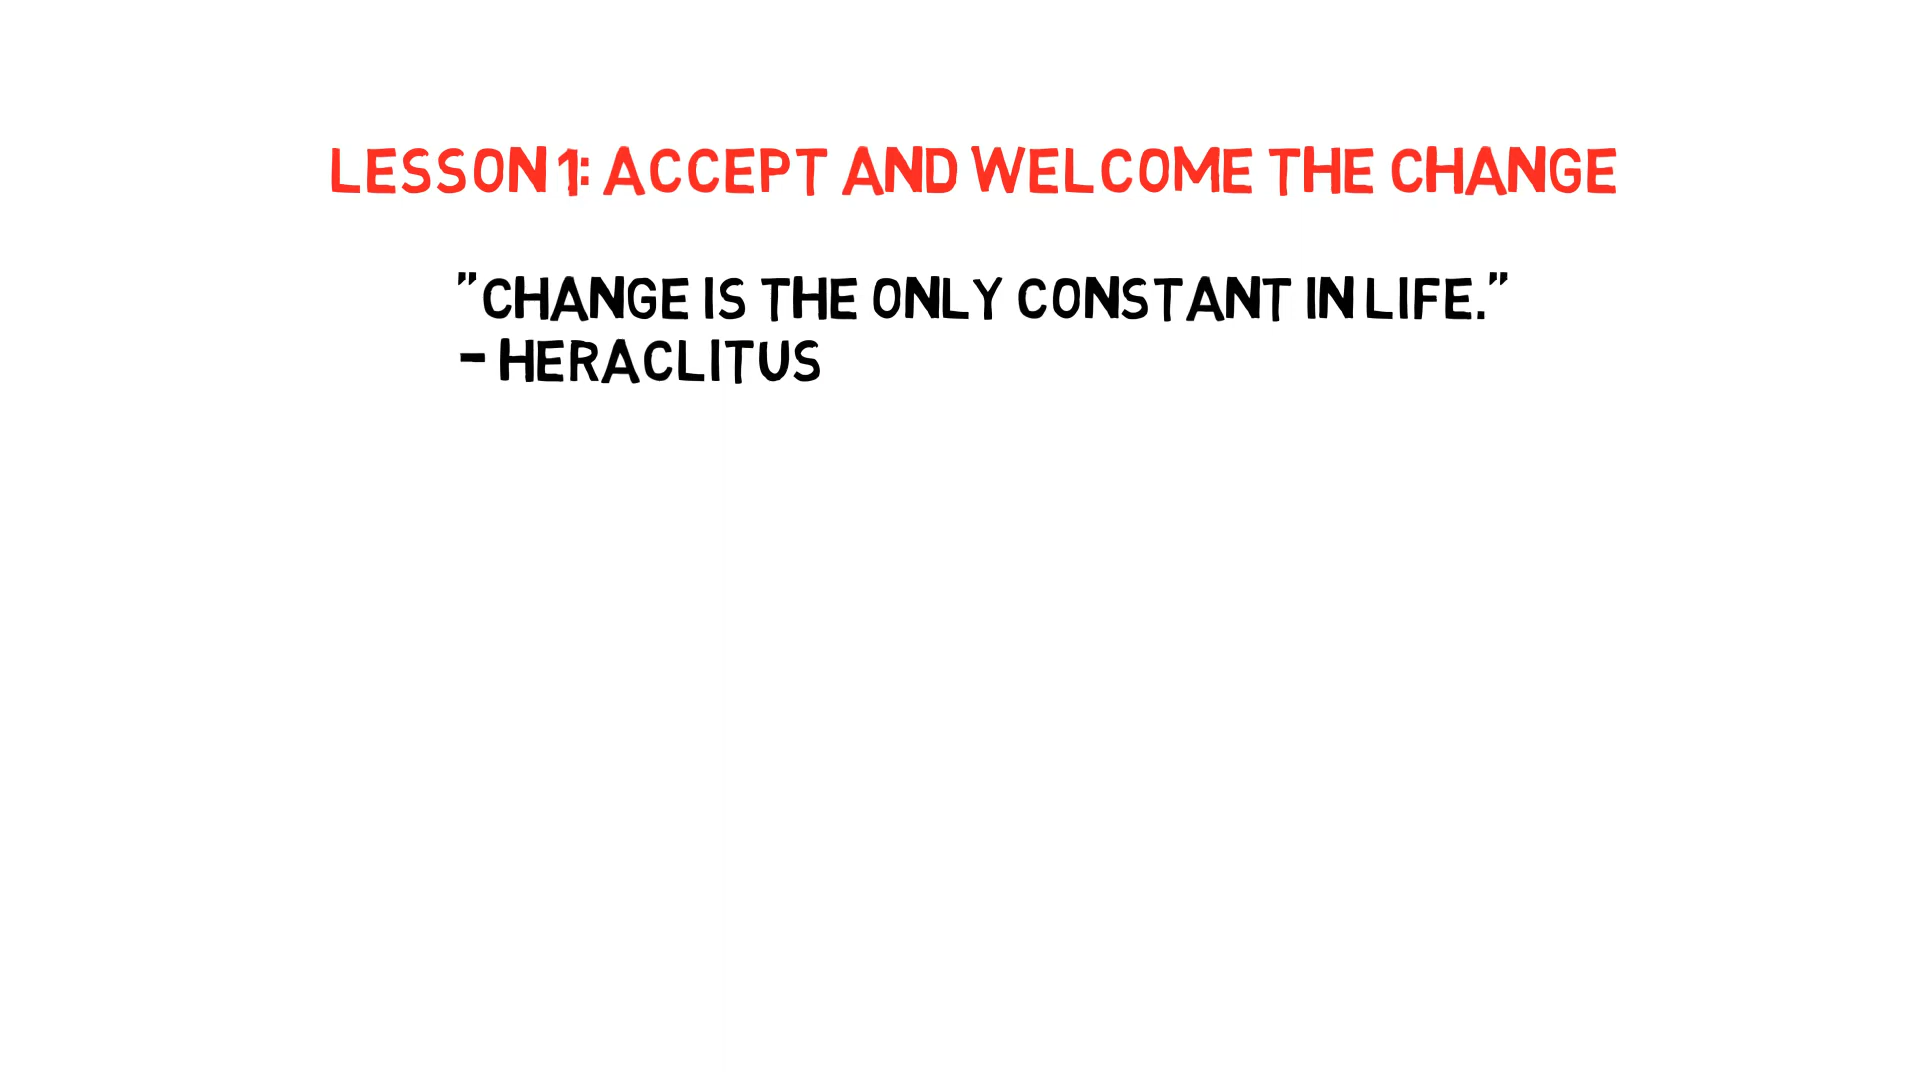 LESSON 1: ACCEPT AND WELCOME THE CHANGE
"CHANGE IS THE ONLY CONSTANT IN LIFE."
- HERACLITUS